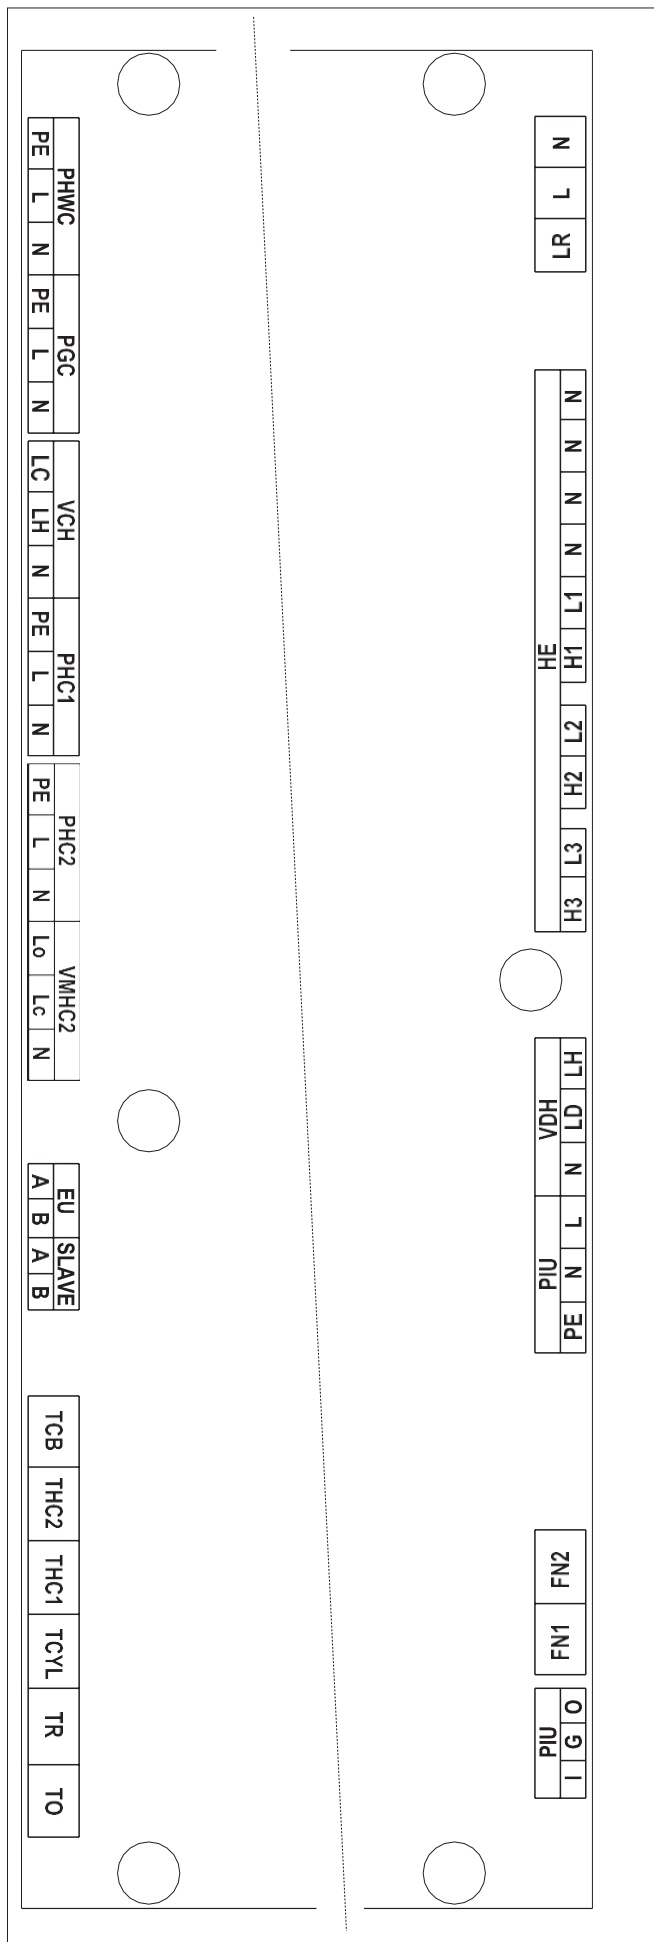 PHWC
PE L N
PGC
PE L N
VCH
LC LH N
PHC1
PE L N
PHC2
PE L N
VMHC2
Lo Lc N
EU
A B
SLAVE
A B
TCB
THC2
THC1
TCYL
TR
TO
N
L
LR
HE
N N N N L1 H1 L2 H2 L3 H3
VDH
LH LD N
PIU
L N PE
FN2
FN1
PIU
O G I